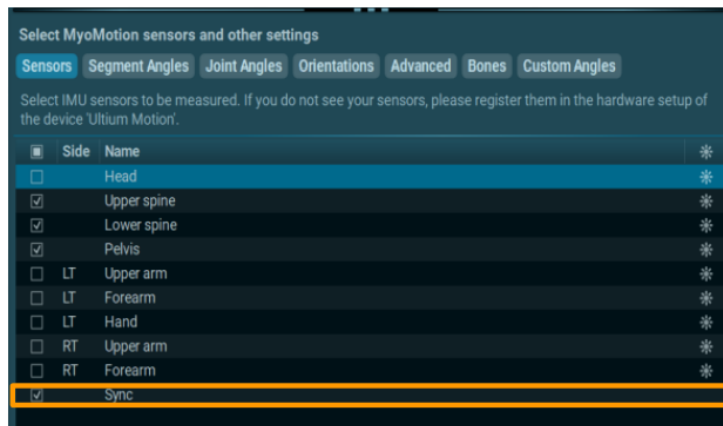 Select MyoMotion sensors and other settings
Sensors Segment Angles Joint Angles Orientations Advanced Bones Custom Angles
Select IMU sensors to be measured. If you do not see your sensors, please register them in the hardware setup of
the device 'Ultium Motion'.
Side Name
Head
Upper spine
Lower spine
Pelvis
LT Upper arm
LT Forearm
LT Hand
RT Upper arm
RT Forearm
Sync